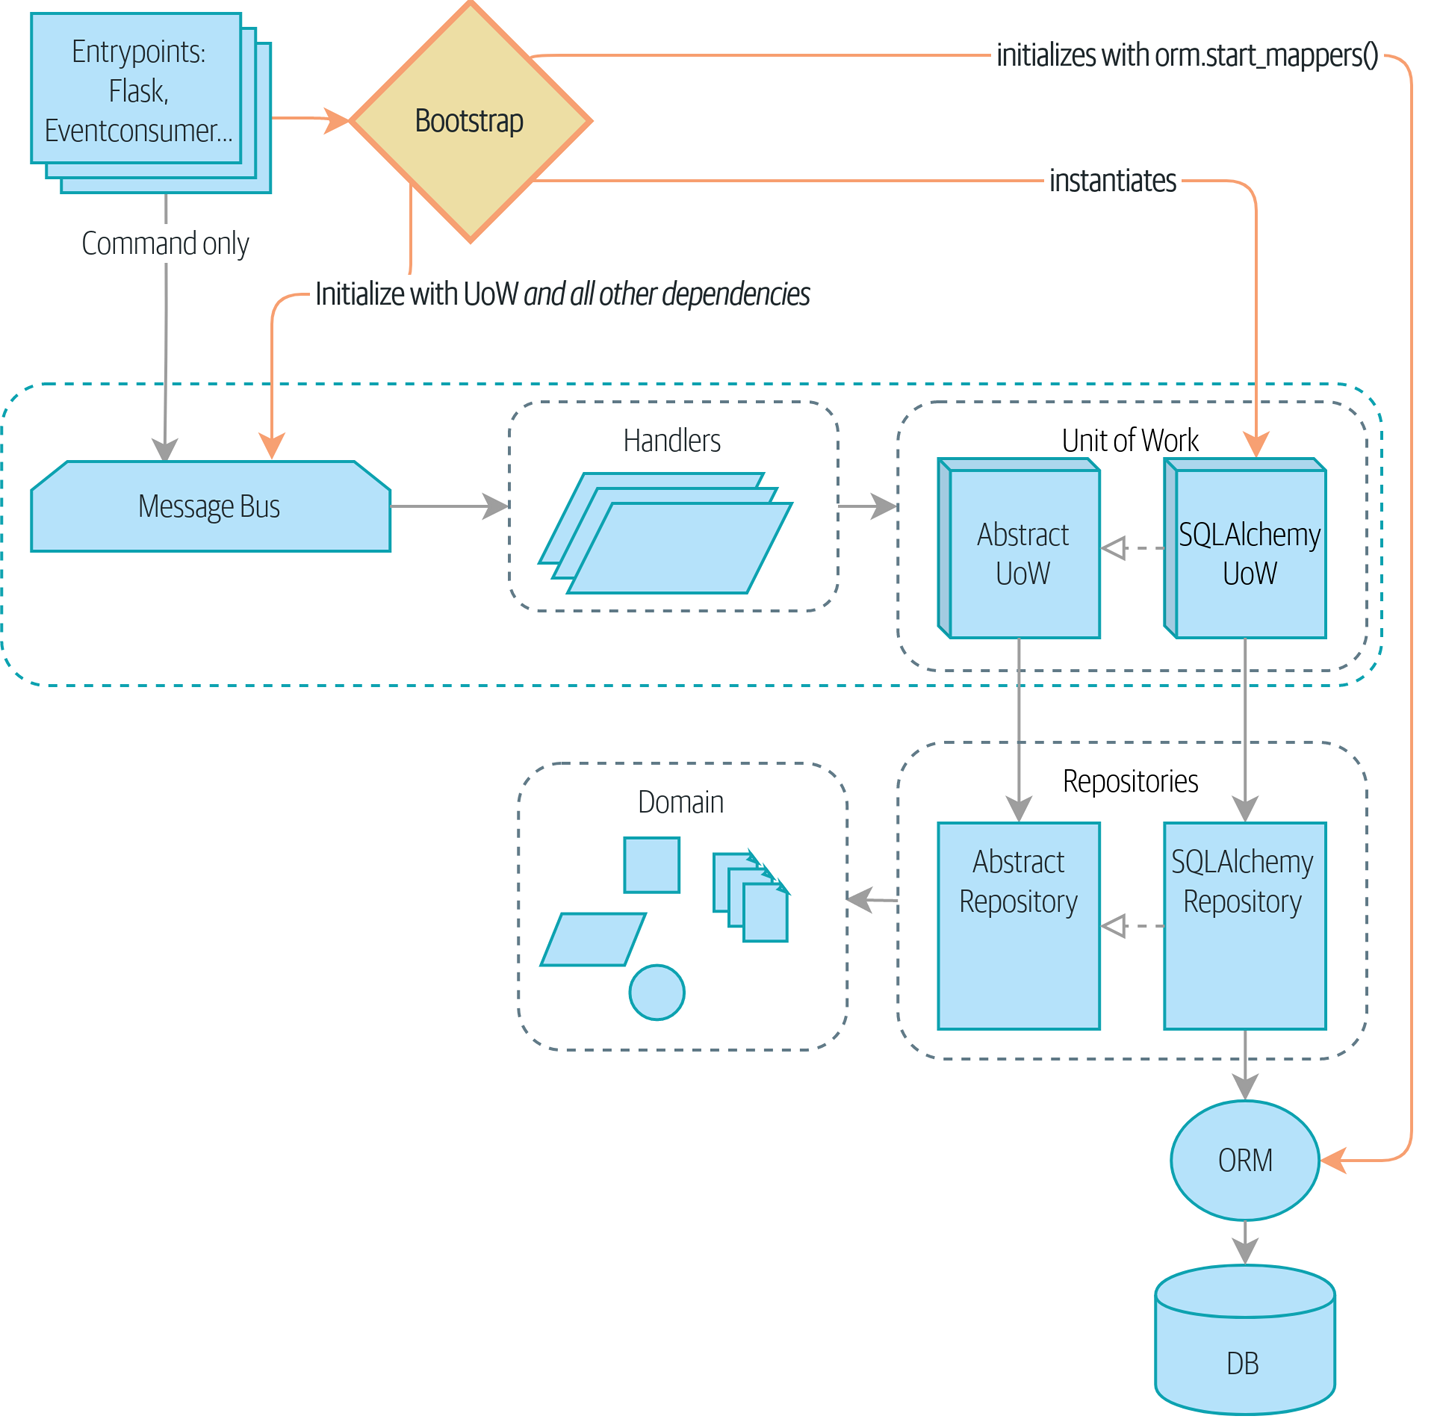 Entrypoints:
Flask,
Eventconsumer...
Bootstrap
initializes with orm.start_mappers()
instantiates
Command only
Initialize with UoW and all other dependencies
Message Bus
Handlers
Unit of Work
Abstract
UoW
SQLAlchemy
UoW
Domain
Repositories
Abstract
Repository
SQLAlchemy
Repository
ORM
DB